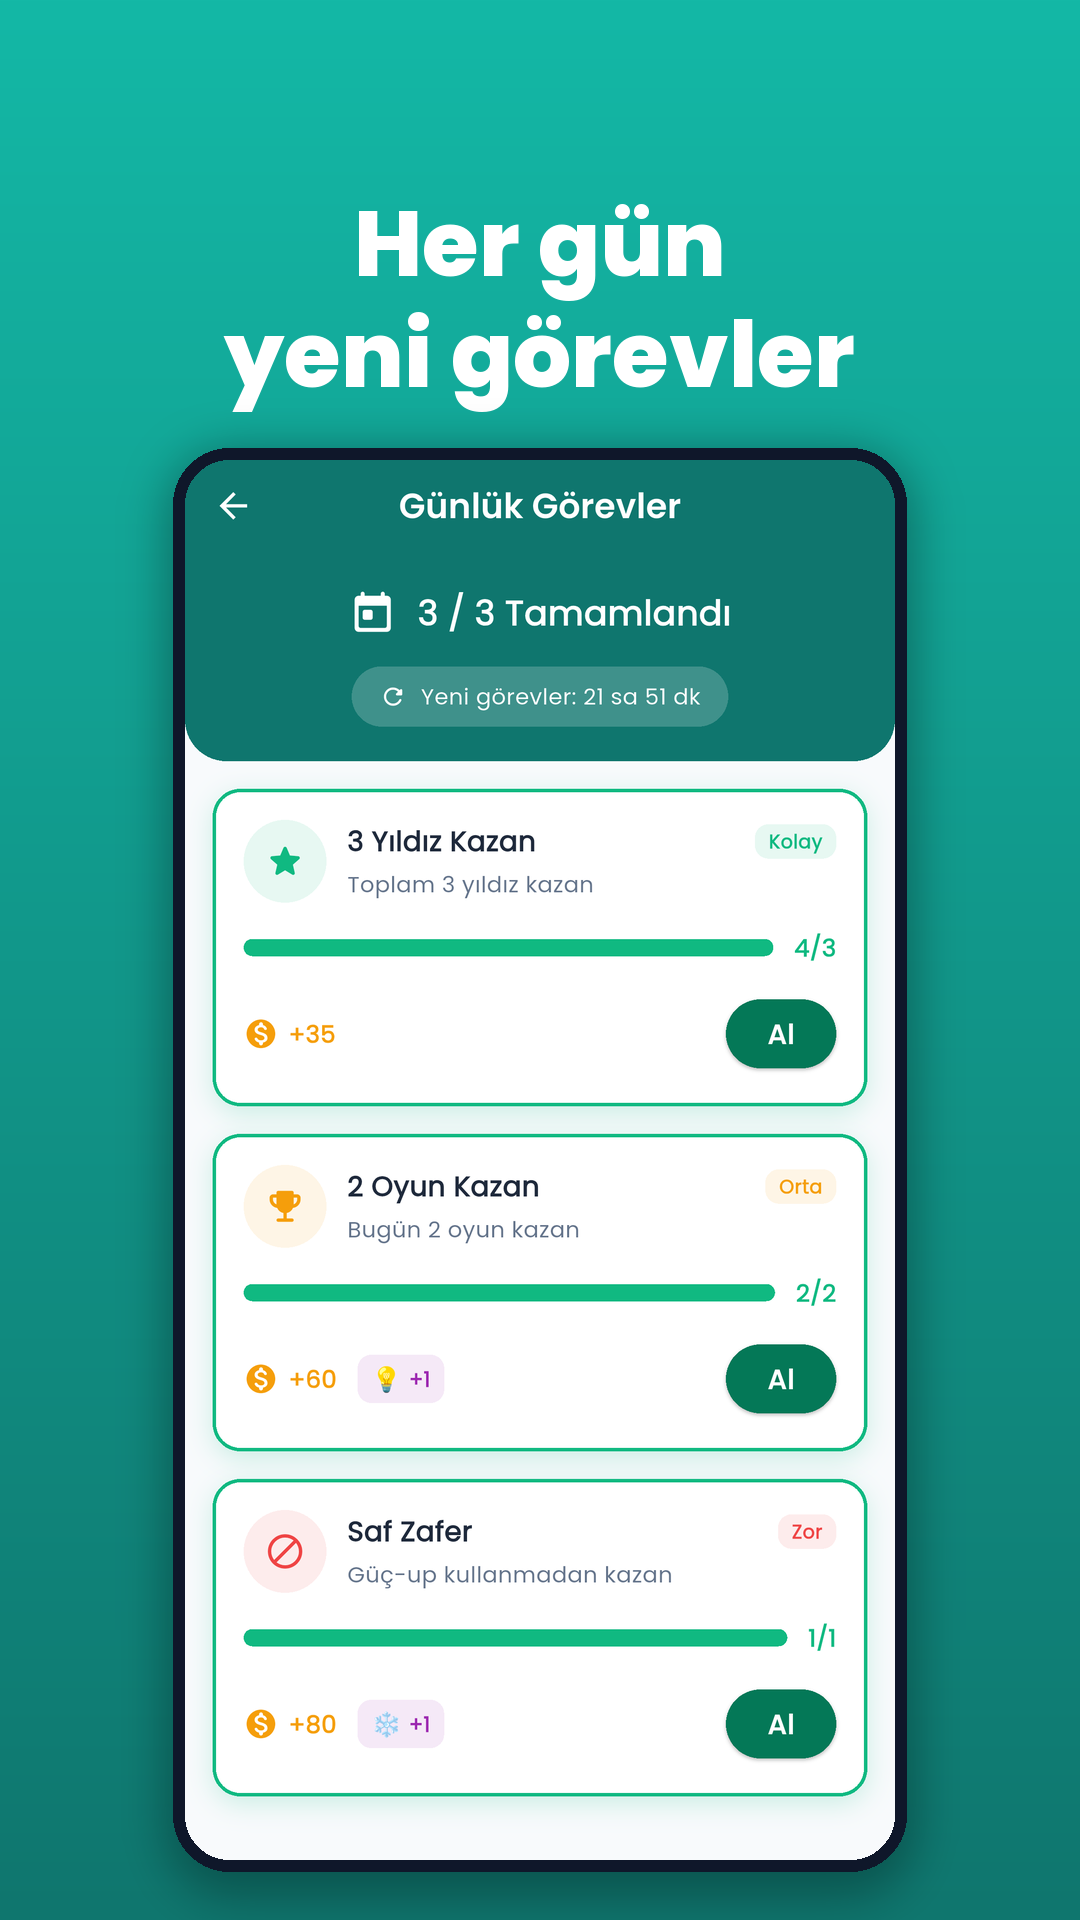 Her gün
yeni görevler
Günlük Görevler
3 / 3 Tamamlandı
Yeni görevler: 21 sa 51 dk
3 Yıldız Kazan
Kolay
Toplam 3 yıldız kazan
4/3
+35
Al
2 Oyun Kazan
Orta
Bugün 2 oyun kazan
2/2
+60
+1
Al
Saf Zafer
Zor
Güç-up kullanmadan kazan
1/1
+80
+1
Al